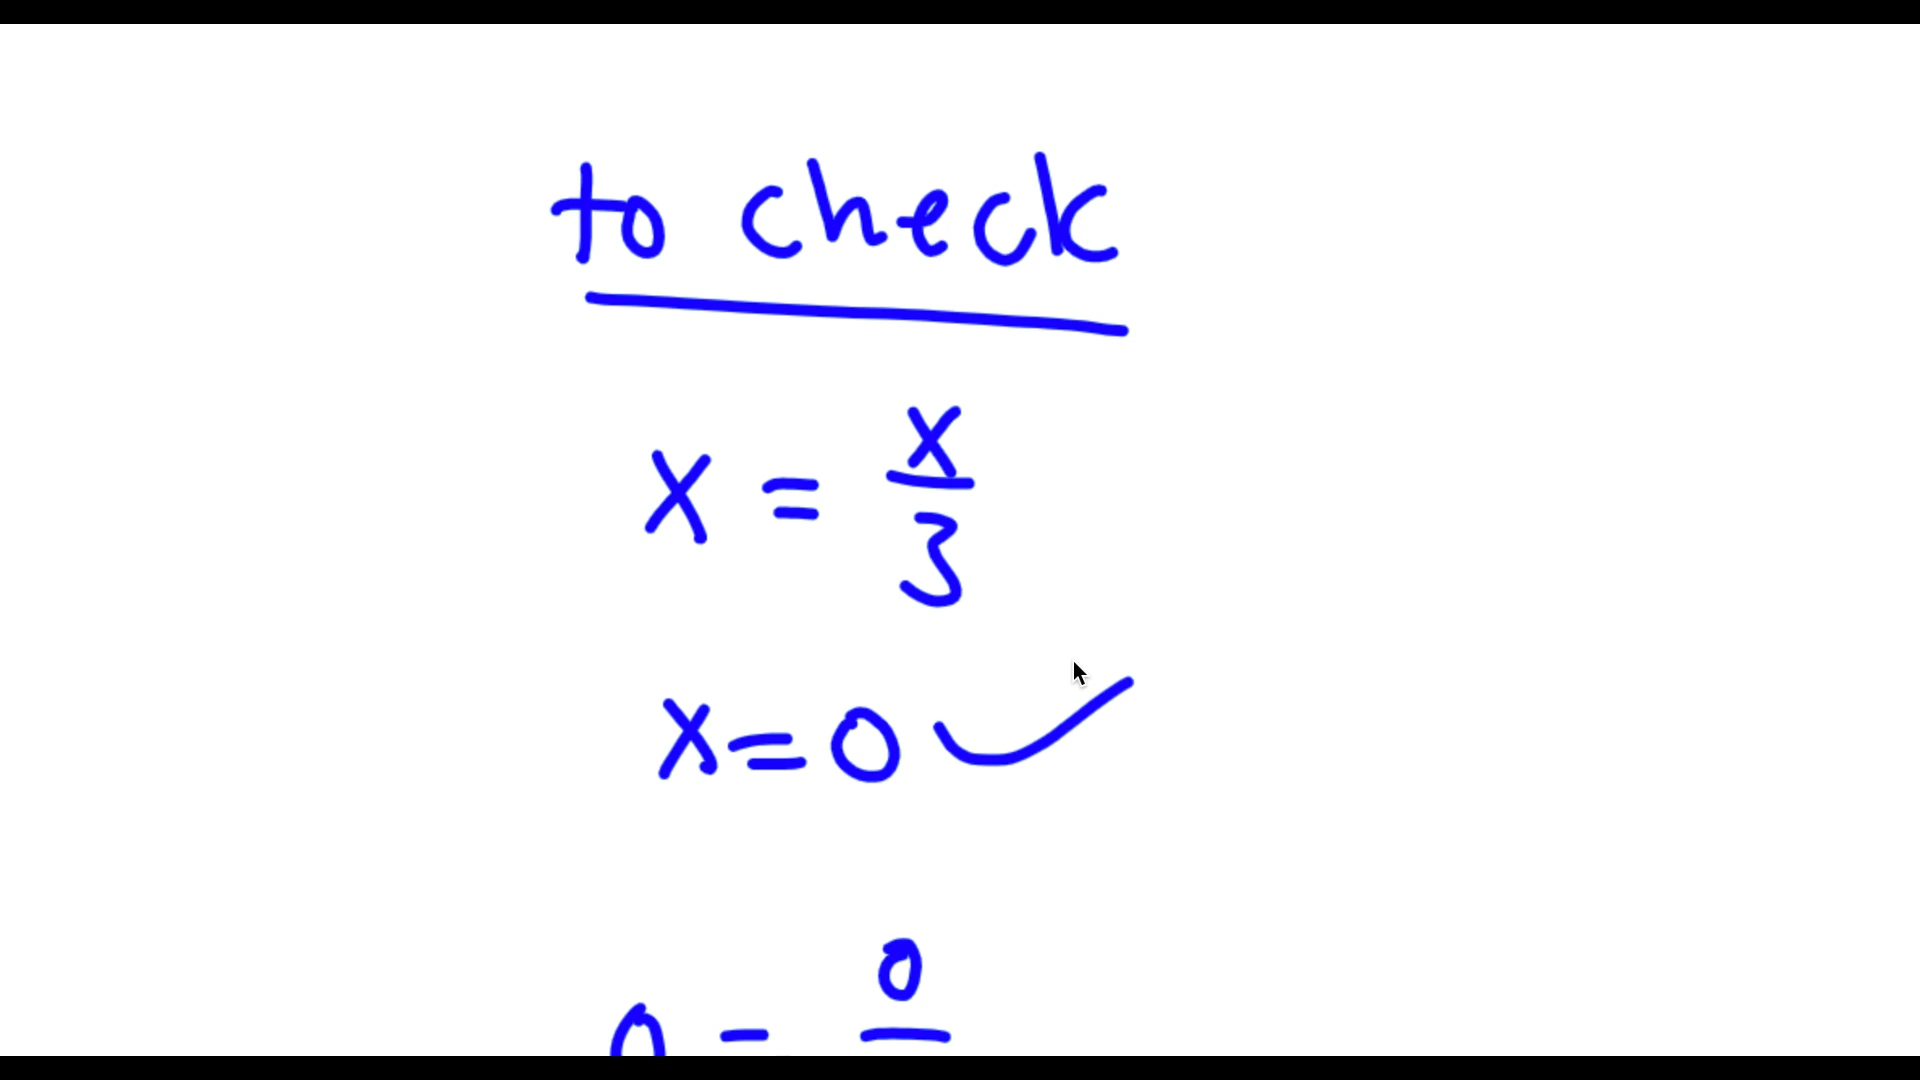 to check
x = x/3
x = 0 ✓
0 = 0/